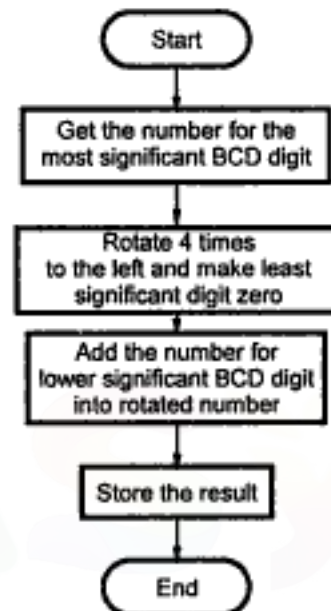 Start
Get the number for the
most significant BCD digit
Rotate 4 times
to the left and make least
significant digit zero
Add the number for
lower significant BCD digit
into rotated number
Store the result
End